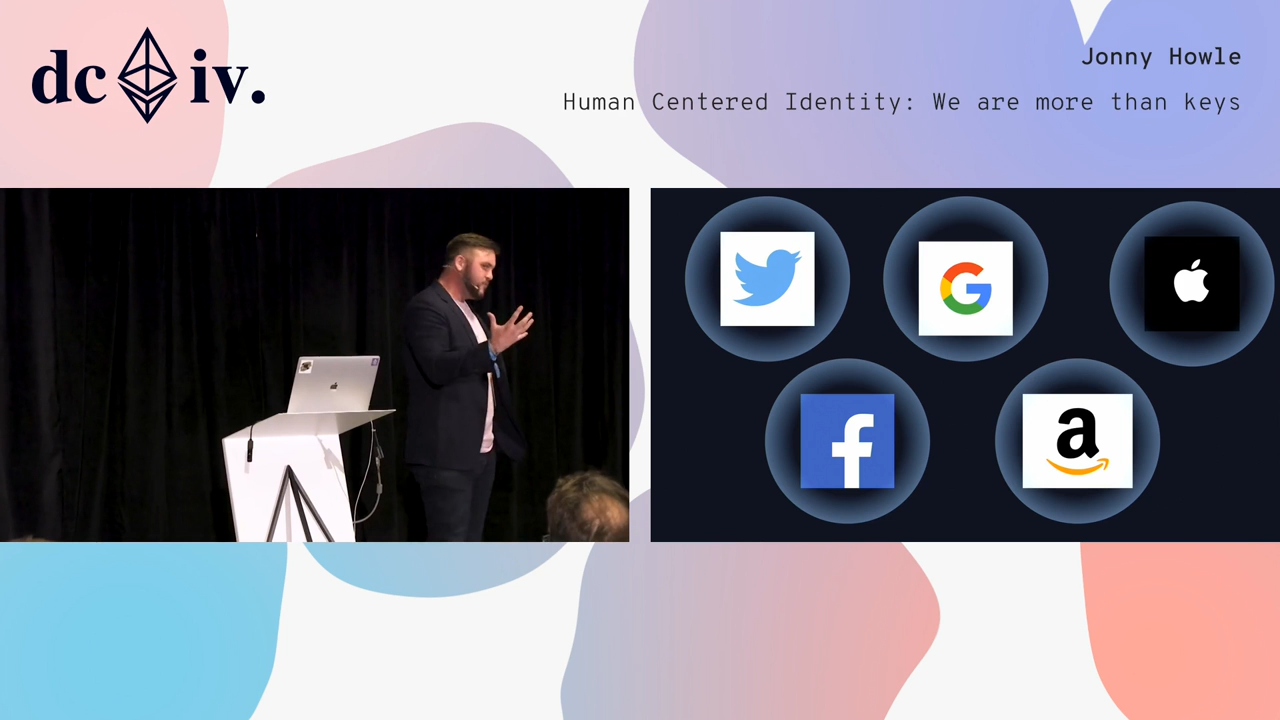 dc iv.
Jonny Howle
Human Centered Identity: We are more than keys
G
f
a